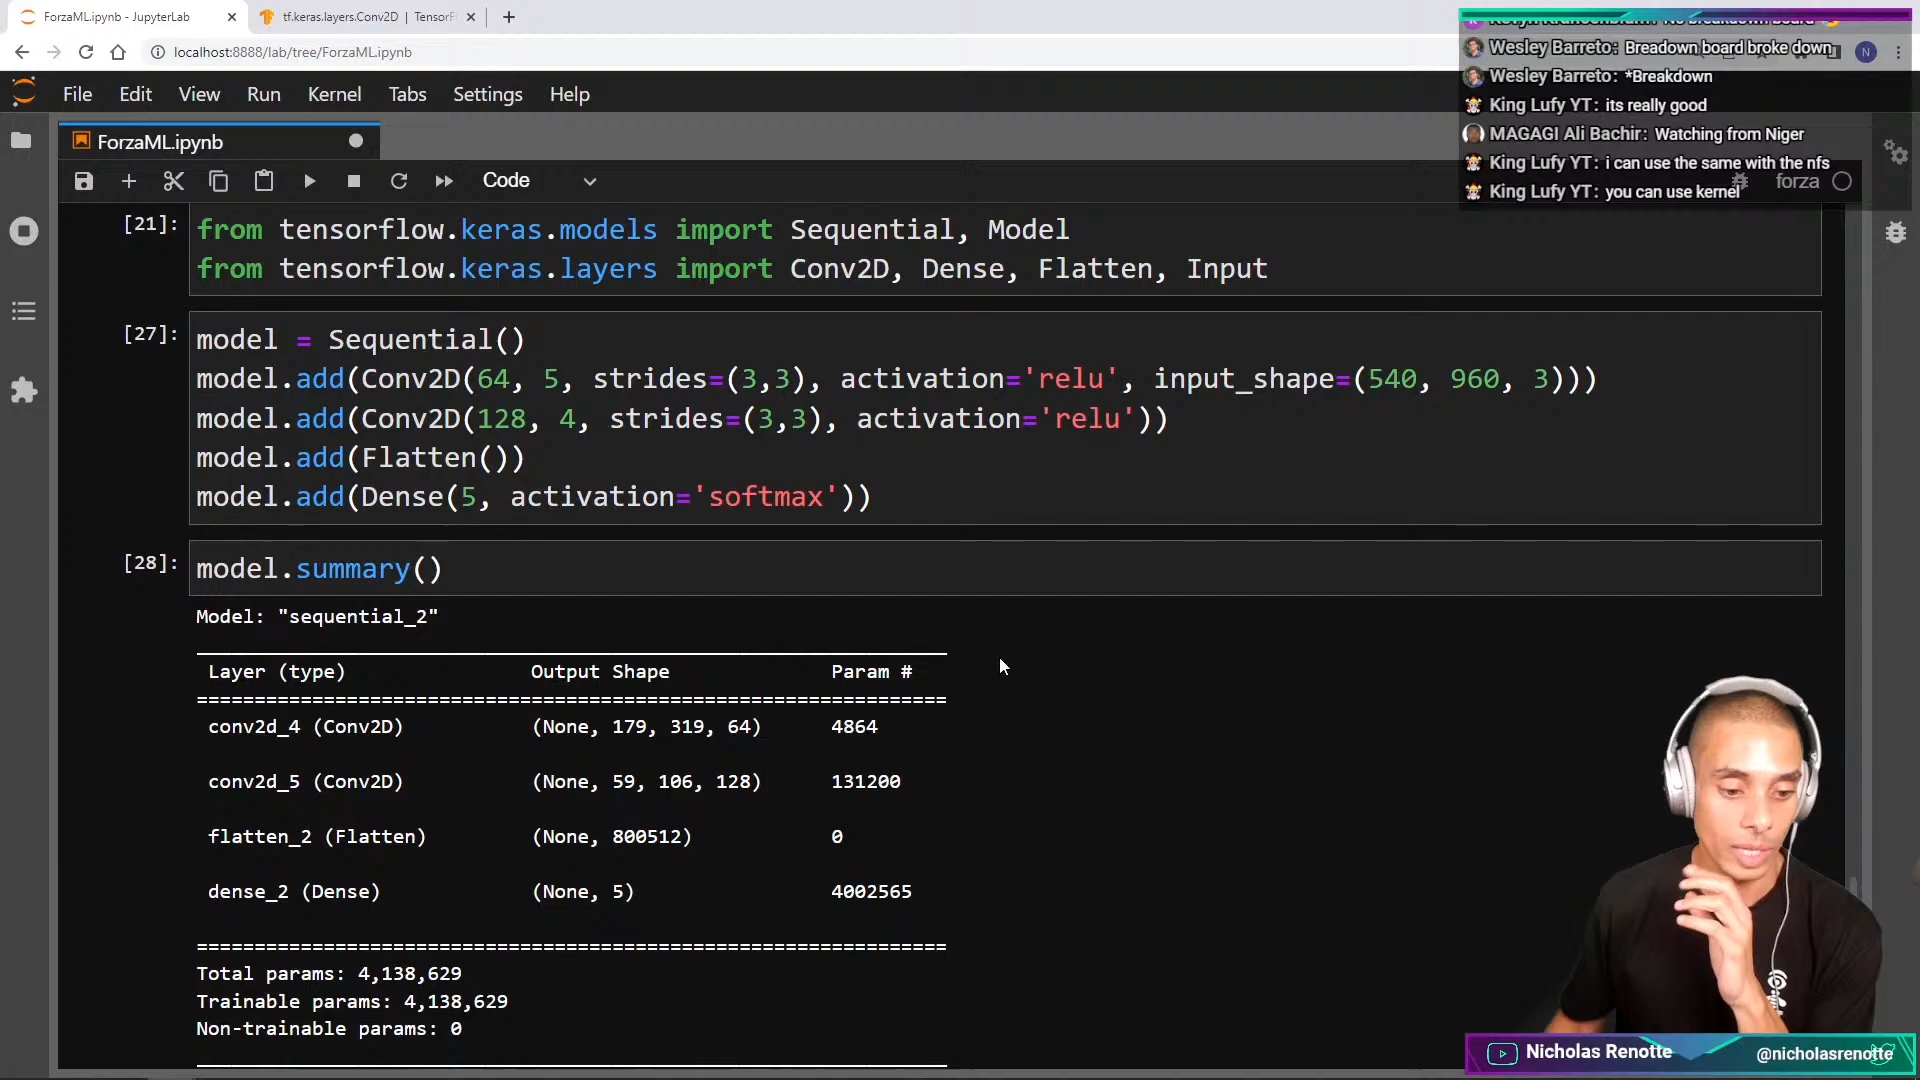 ForzaML.ipynb - JupyterLab
tf.keras.layers.Conv2D | TensorF
localhost:8888/lab/tree/ForzaML.ipynb
N
File Edit View Run Kernel Tabs Settings Help
ForzaML.ipynb
Code
forza
Wesley Barreto: Breadown board broke down
Wesley Barreto: *Breakdown
King Lufy YT: its really good
MAGAGI Ali Bachir: Watching from Niger
King Lufy YT: i can use the same with the nfs
King Lufy YT: you can use kernel
[21]: from tensorflow.keras.models import Sequential, Model
from tensorflow.keras.layers import Conv2D, Dense, Flatten, Input
[27]: model = Sequential()
model.add(Conv2D(64, 5, strides=(3,3), activation='relu', input_shape=(540, 960, 3)))
model.add(Conv2D(128, 4, strides=(3,3), activation='relu'))
model.add(Flatten())
model.add(Dense(5, activation='softmax'))
[28]: model.summary()
Model: "sequential_2"
Layer (type) Output Shape Param #
conv2d_4 (Conv2D) (None, 179, 319, 64) 4864
conv2d_5 (Conv2D) (None, 59, 106, 128) 131200
flatten_2 (Flatten) (None, 800512) 0
dense_2 (Dense) (None, 5) 4002565
Total params: 4,138,629
Trainable params: 4,138,629
Non-trainable params: 0
Nicholas Renotte
@nicholasrenotte